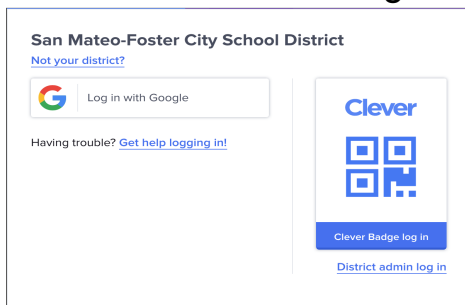 San Mateo-Foster City School District
Not your district?
Log in with Google
Having trouble? Get help logging in!
Clever
Clever Badge log in
District admin log in